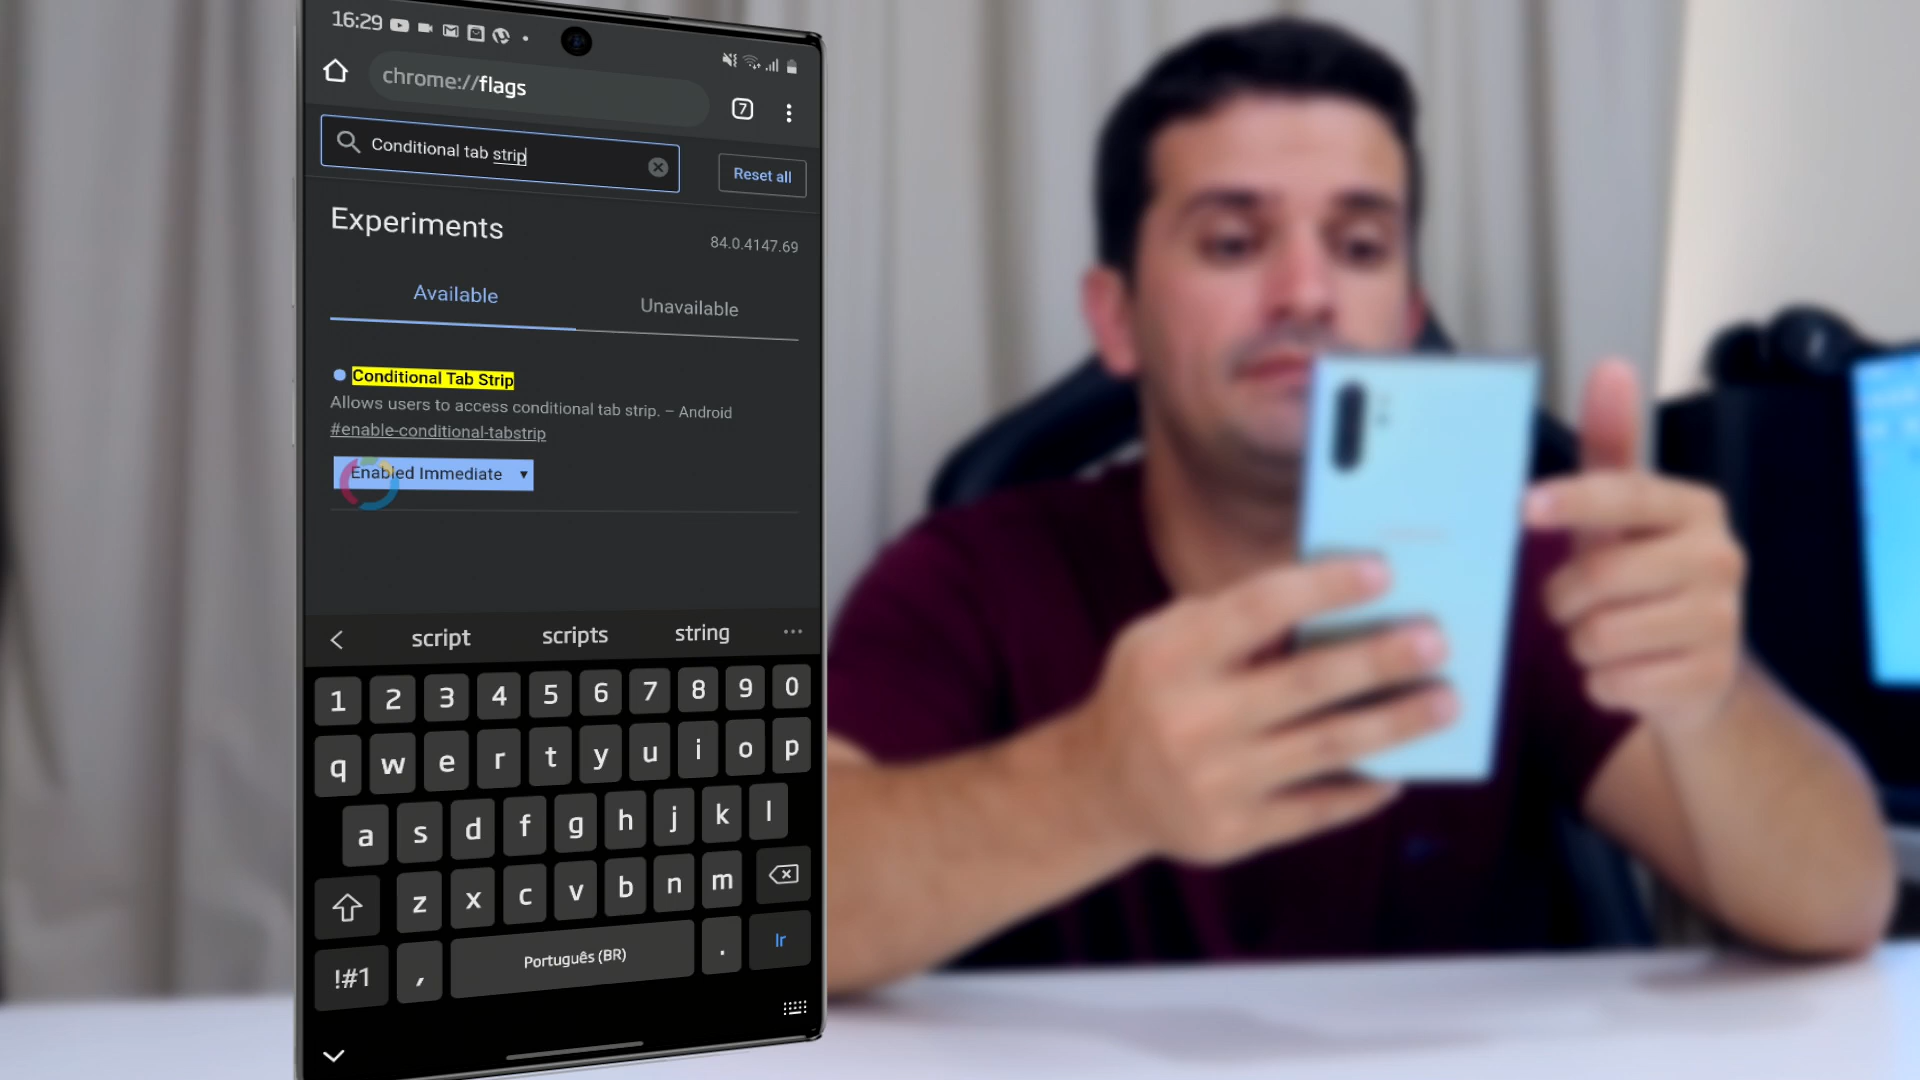 16:29
chrome://flags
7
Conditional tab strip
Reset all
Experiments
84.0.4147.69
Available
Unavailable
Conditional Tab Strip
Allows users to access conditional tab strip. – Android
#enable-conditional-tabstrip
Enabled Immediate
script scripts string
1 2 3 4 5 6 7 8 9 0
q w e r t y u i o p
a s d f g h j k l
z x c v b n m
!#1 , Português (BR) . Ir